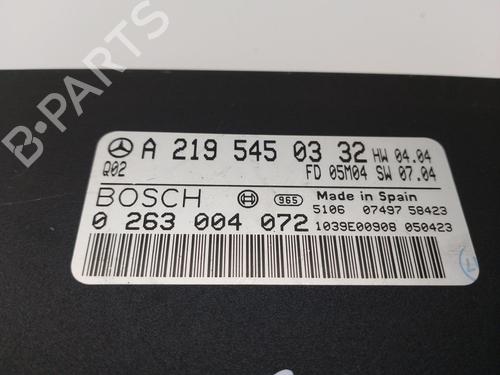 A 219 545 03 32 HW 04.04
Q02 FD 05M04 SW 07.04
BOSCH 965 Made in Spain
5106 07497 58423
0 263 004 072 1039E00908 050423
B-PARTS